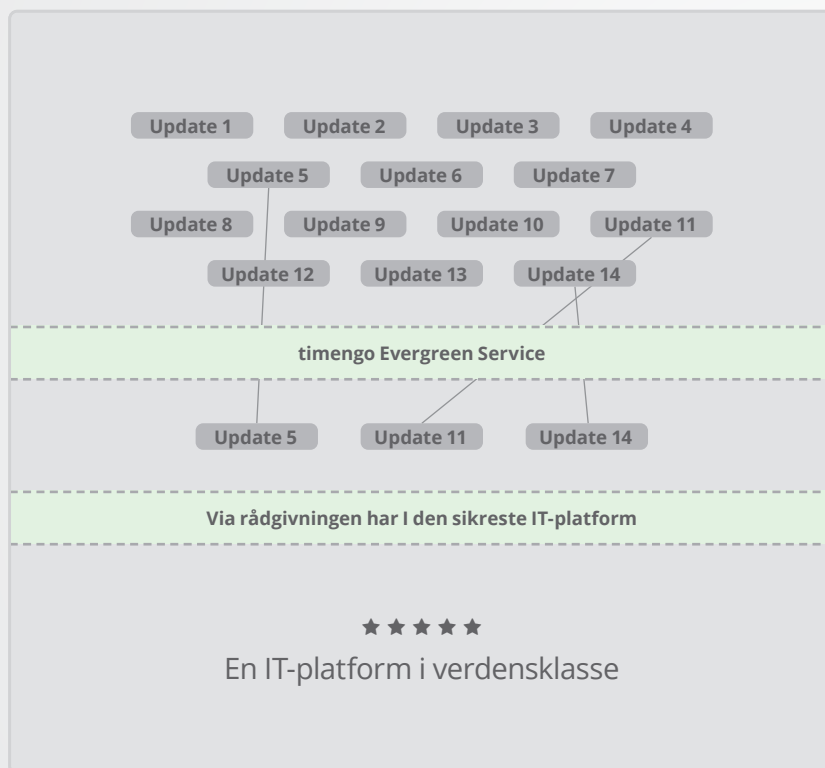 Update 1 Update 2 Update 3 Update 4
Update 5 Update 6 Update 7
Update 8 Update 9 Update 10 Update 11
Update 12 Update 13 Update 14
timengo Evergreen Service
Update 5 Update 11 Update 14
Via rådgivningen har I den sikreste IT-platform
En IT-platform i verdensklasse